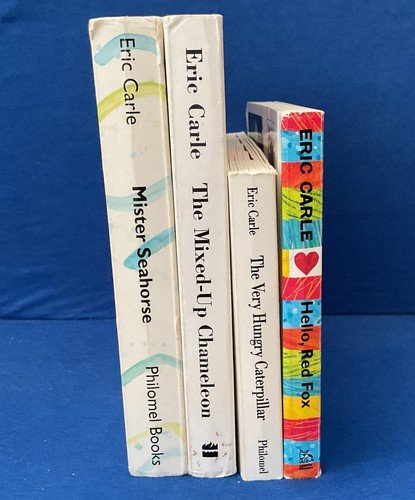 Eric Carle Mister Seahorse Philomel Books
Eric Carle The Mixed-Up Chameleon
Eric Carle The Very Hungry Caterpillar Philomel
ERIC CARLE Hello, Red Fox